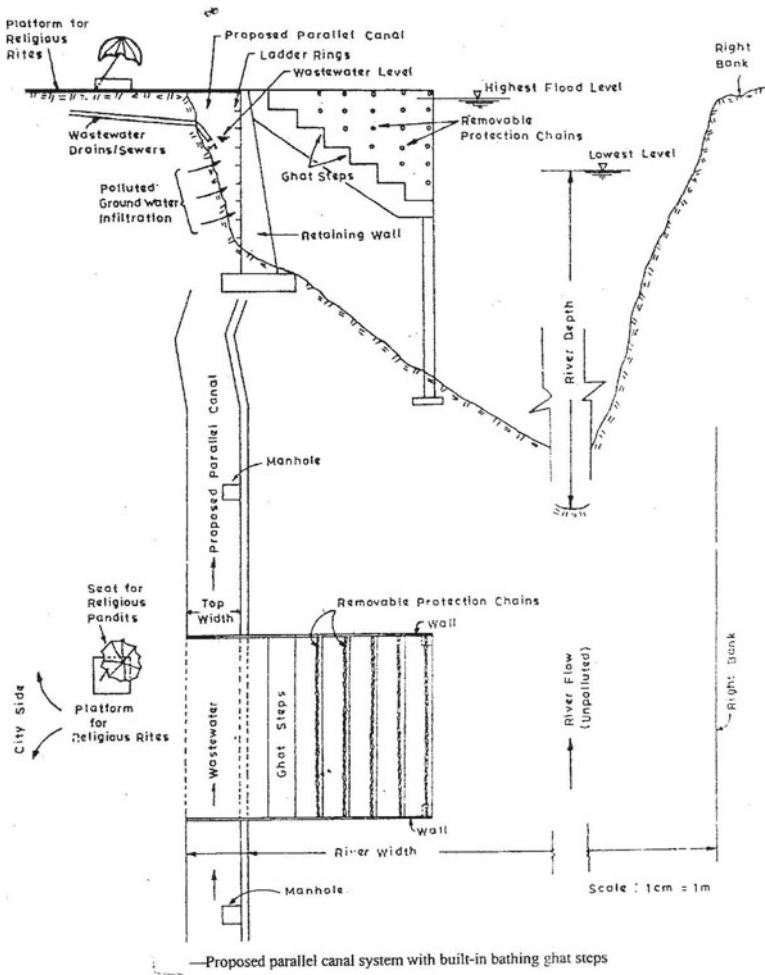 Platform for
Religious
Rites
Proposed Parallel Canal
Ladder Rings
Wastewater Level
Highest Flood Level
Right
Bank
Wastewater
Drains/Sewers
Removable
Protection Chains
Lowest Level
Ghat Steps
Polluted
Ground Water
Infiltration
Retaining Wall
River Depth
Proposed Parallel Canal
Manhole
Seat for
Religious
Pandits
Top
Width
Removable Protection Chains
Wall
City Side
Platform
for
Religious Rites
Wastewater
Ghat Steps
River Flow
(Unpolluted)
Right Bank
Wall
River Width
Manhole
Scale : 1cm = 1m
—Proposed parallel canal system with built-in bathing ghat steps